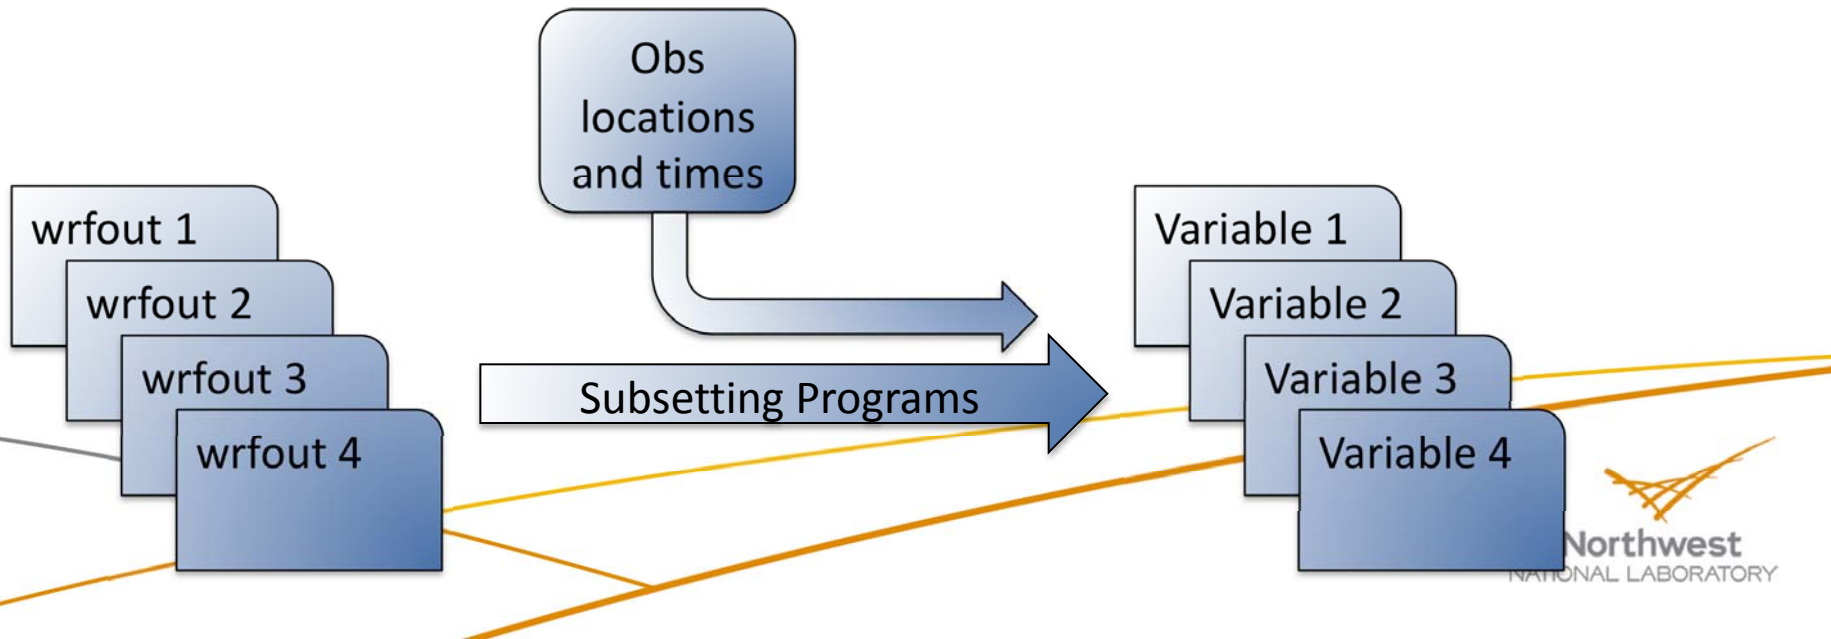 Obs
locations
and times
wrfout 1
wrfout 2
wrfout 3
wrfout 4
Subsetting Programs
Variable 1
Variable 2
Variable 3
Variable 4
Northwest
NATIONAL LABORATORY